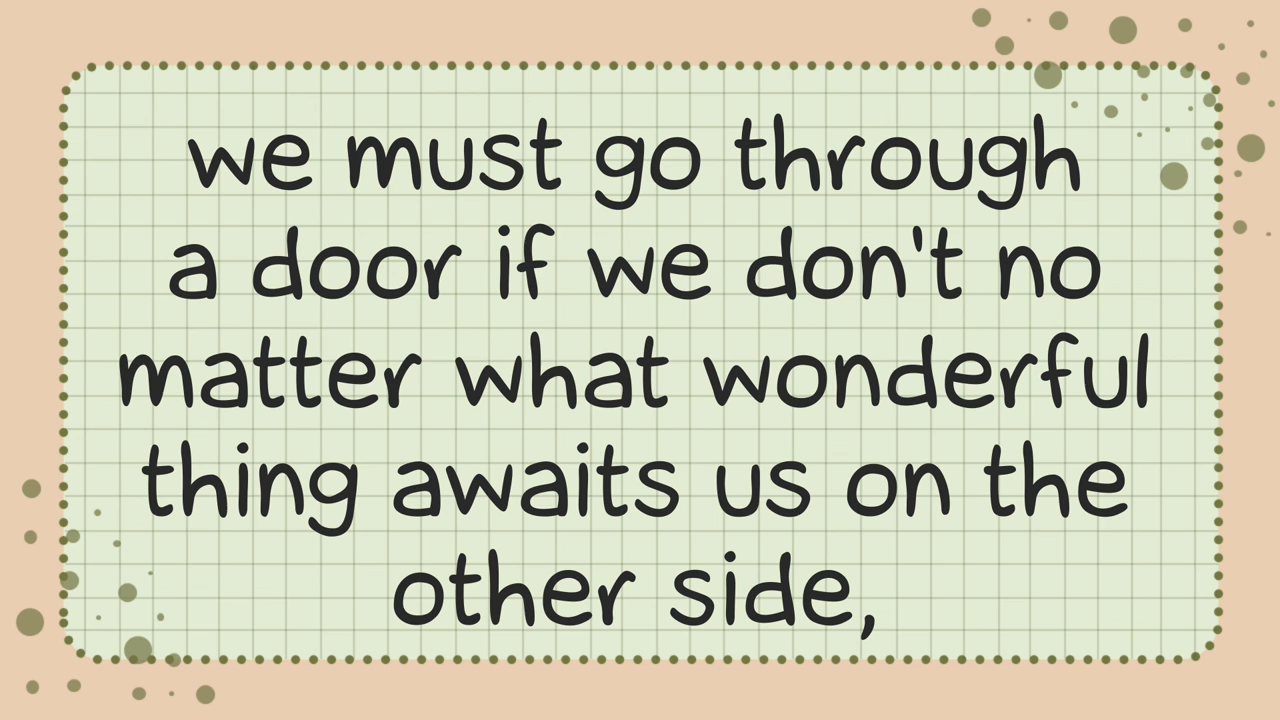 we must go through
a door if we don't no
matter what wonderful
thing awaits us on the
other side,